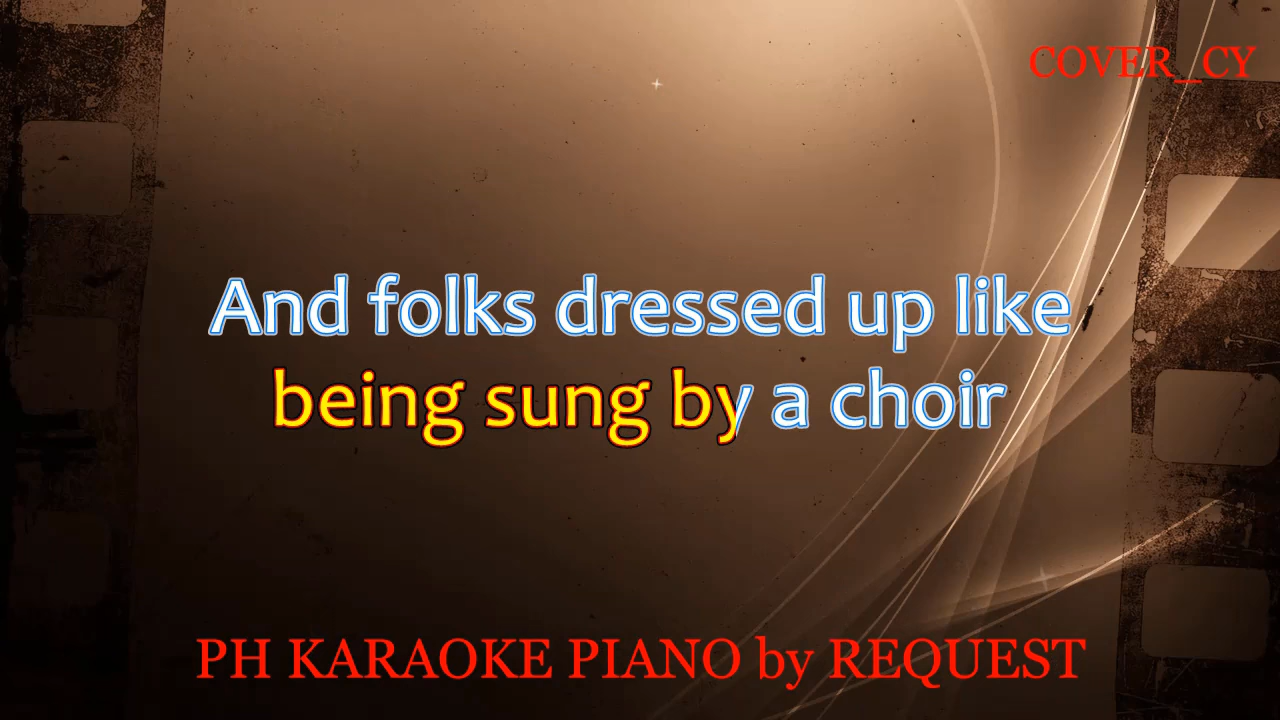 COVER_CY
And folks dressed up like
being sung by a choir
PH KARAOKE PIANO by REQUEST